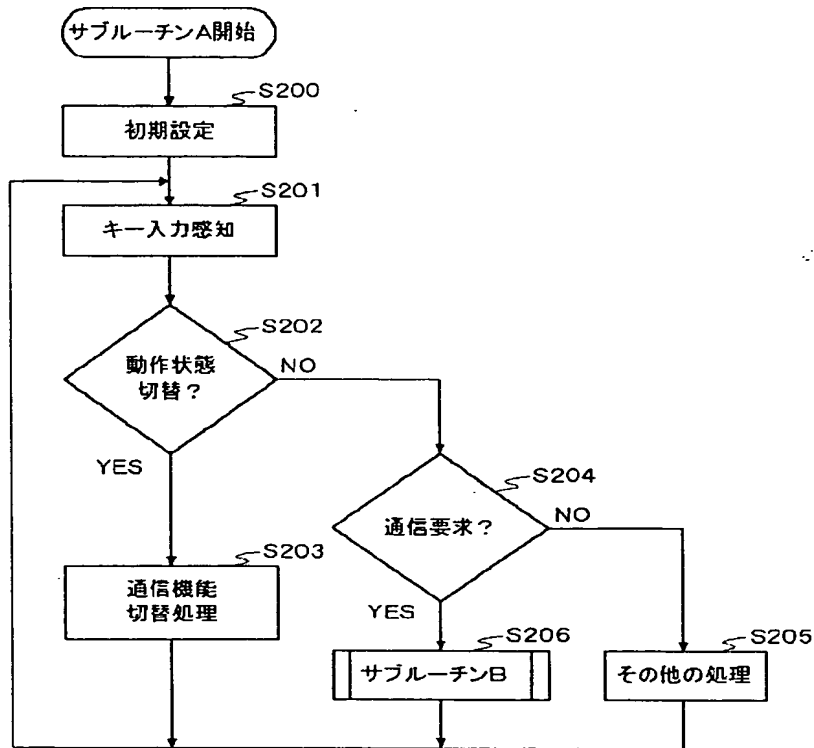 サブルーチンA開始
S200
初期設定
S201
キー入力感知
S202
動作状態
切替？
NO
YES
S204
通信要求？
NO
S203
通信機能
切替処理
YES
S206
サブルーチンB
S205
その他の処理